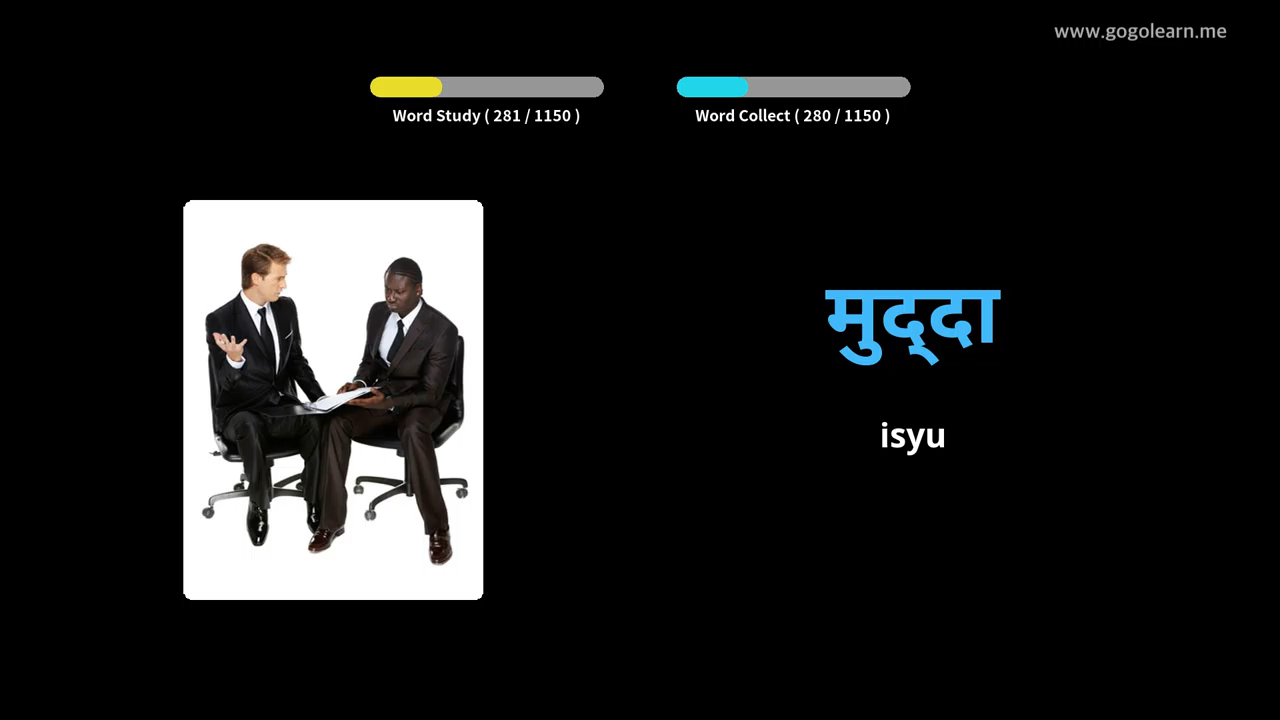 www.gogolearn.me
Word Study ( 281 / 1150 )
Word Collect ( 280 / 1150 )
मुद्‌दा
isyu